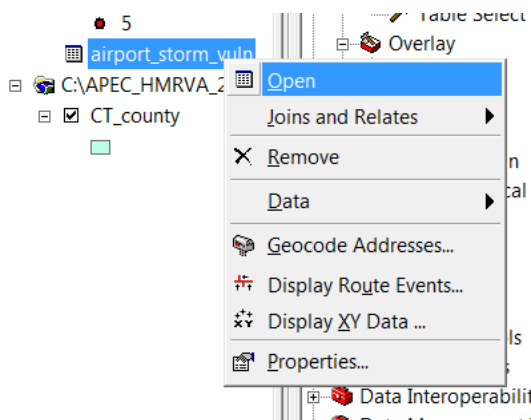 5
Table Select
Overlay
airport_storm_vuln
C:\APEC_HMRVA_2
CT_county
Open
Joins and Relates
Remove
Data
Geocode Addresses...
Display Route Events...
Display XY Data ...
Properties...
n
cal
ls
s
Data Interoperabilit